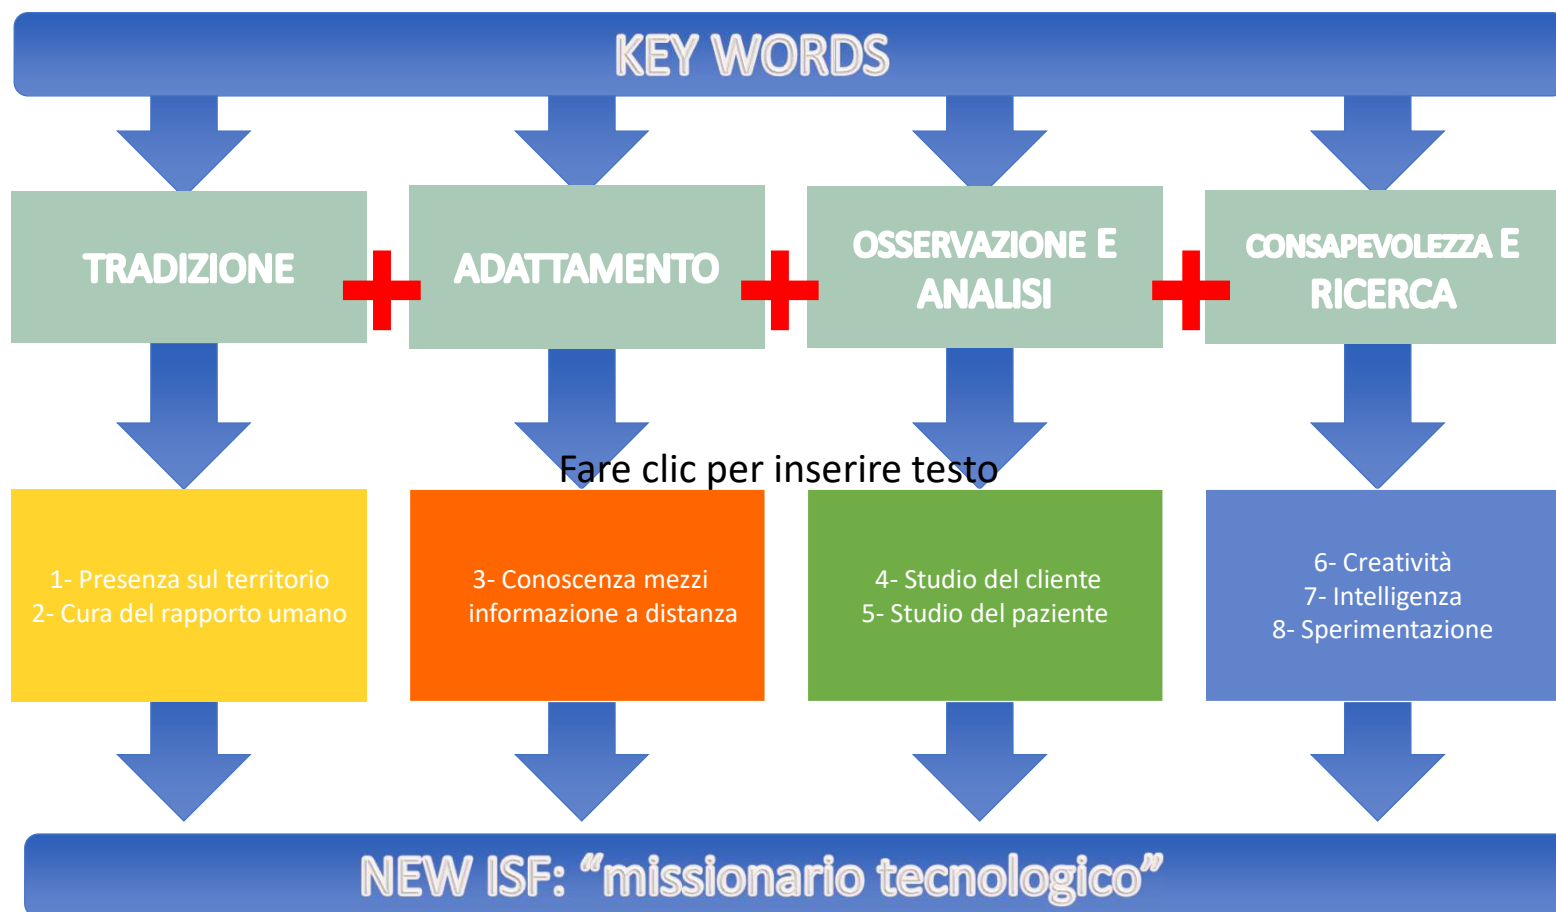 KEY WORDS
TRADIZIONE
ADATTAMENTO
OSSERVAZIONE E
ANALISI
CONSAPEVOLEZZA E
RICERCA
Fare clic per inserire testo
1- Presenza sul territorio
2- Cura del rapporto umano
3- Conoscenza mezzi
informazione a distanza
4- Studio del cliente
5- Studio del paziente
6- Creatività
7- Intelligenza
8- Sperimentazione
NEW ISF: “missionario tecnologico”